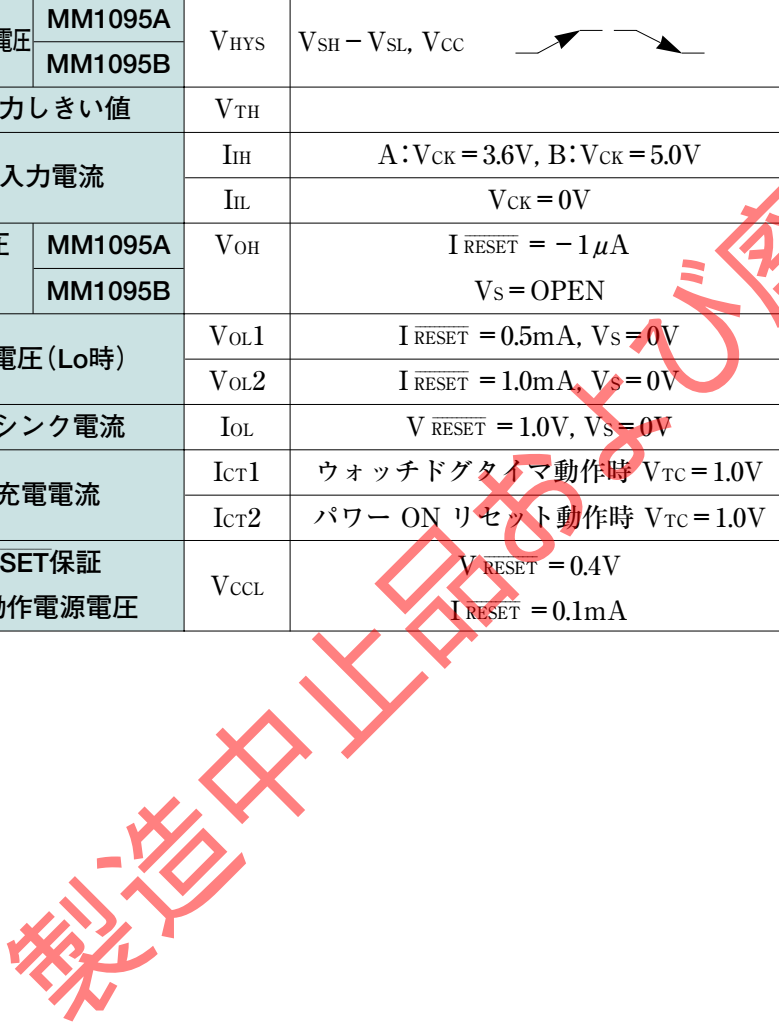 電圧 MM1095A VHYS VSH－VSL, VCC
MM1095B
力しきい値 VTH
入力電流 IIH A：VCK＝3.6V, B：VCK＝5.0V
IIL VCK＝0V
圧 MM1095A VOH I RESET ＝－1μA
MM1095B VS＝OPEN
電圧（Lo時） VOL1 I RESET ＝0.5mA, VS＝0V
VOL2 I RESET ＝1.0mA, VS＝0V
シンク電流 IOL V RESET ＝1.0V, VS＝0V
充電電流 ICT1 ウォッチドグタイマ動作時 VTC＝1.0V
ICT2 パワー ON リセット動作時 VTC＝1.0V
SET保証 VCCL V RESET ＝0.4V
動作電源電圧 I RESET ＝0.1mA
製造中止品および